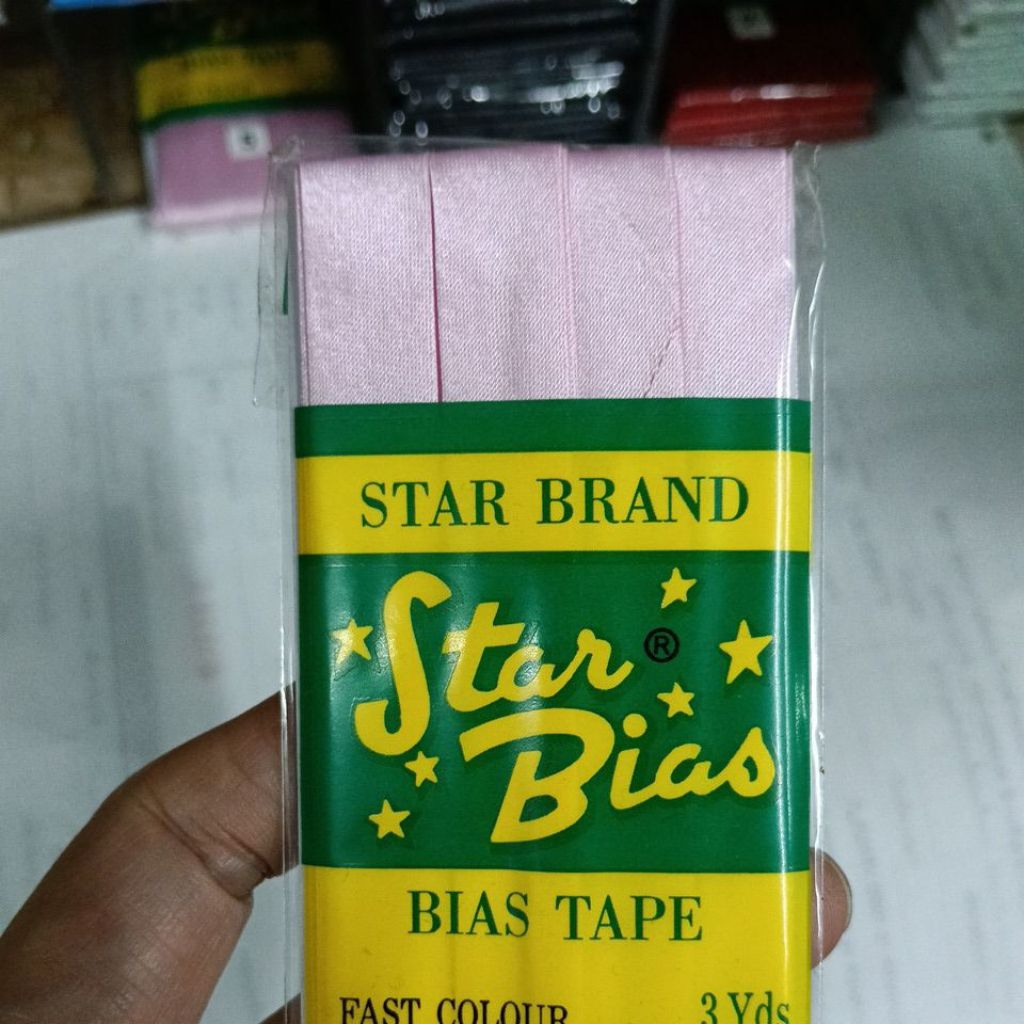 STAR BRAND
Star ®
Bias
BIAS TAPE
FAST COLOUR 3 Yds